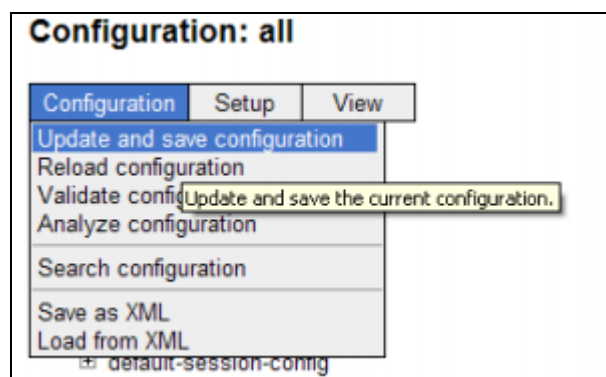 Configuration: all
Configuration Setup View
Update and save configuration
Reload configuration
Validate config
Update and save the current configuration.
Analyze configuration
Search configuration
Save as XML
Load from XML
default-session-config